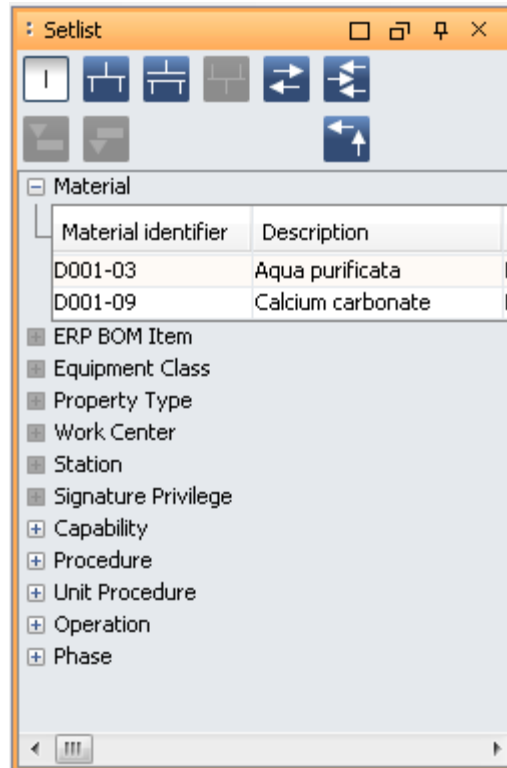 Setlist
Material
Material identifier Description
D001-03 Aqua purificata
D001-09 Calcium carbonate
ERP BOM Item
Equipment Class
Property Type
Work Center
Station
Signature Privilege
Capability
Procedure
Unit Procedure
Operation
Phase